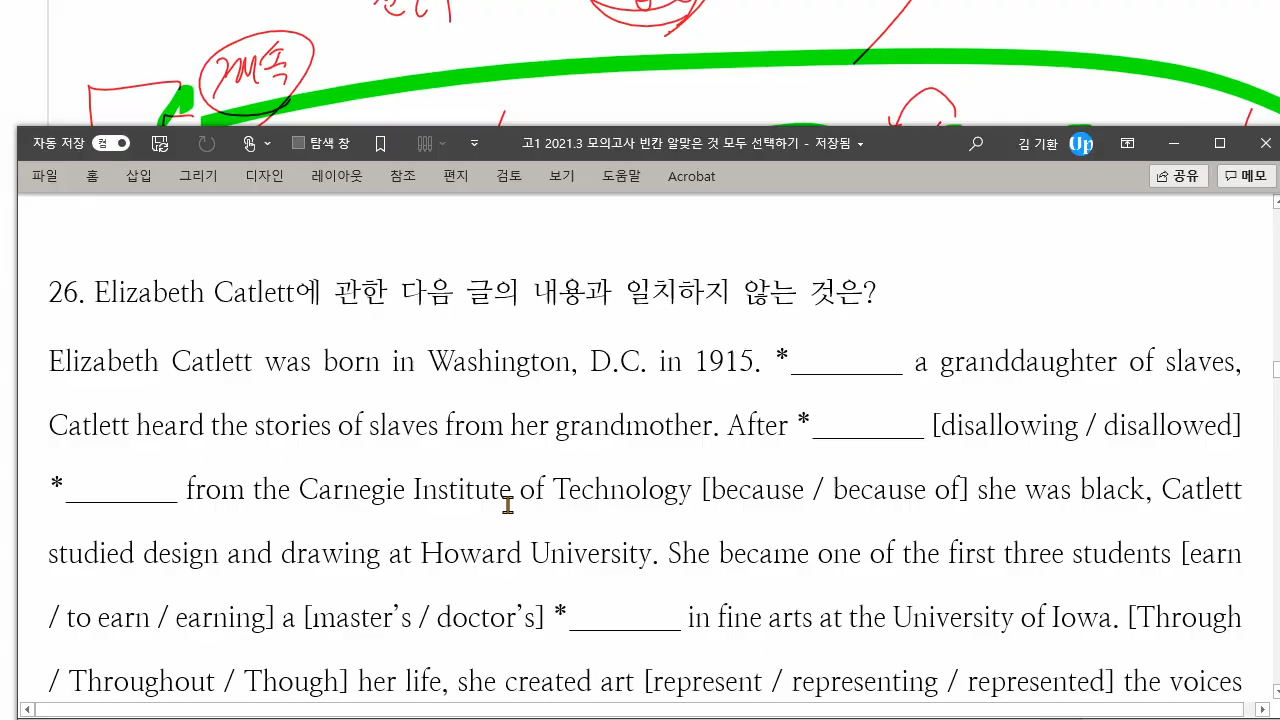 계속
자동 저장 컴 탐색 창 고1 2021.3 모의고사 빈칸 알맞은 것 모두 선택하기 - 저장됨 김 기환 Up
파일 홈 삽입 그리기 디자인 레이아웃 참조 편지 검토 보기 도움말 Acrobat 공유 메모
26. Elizabeth Catlett에 관한 다음 글의 내용과 일치하지 않는 것은?
Elizabeth Catlett was born in Washington, D.C. in 1915. *________ a granddaughter of slaves,
Catlett heard the stories of slaves from her grandmother. After *________ [disallowing / disallowed]
*________ from the Carnegie Institute of Technology [because / because of] she was black, Catlett
studied design and drawing at Howard University. She became one of the first three students [earn
/ to earn / earning] a [master’s / doctor’s] *________ in fine arts at the University of Iowa. [Through
/ Throughout / Though] her life, she created art [represent / representing / represented] the voices